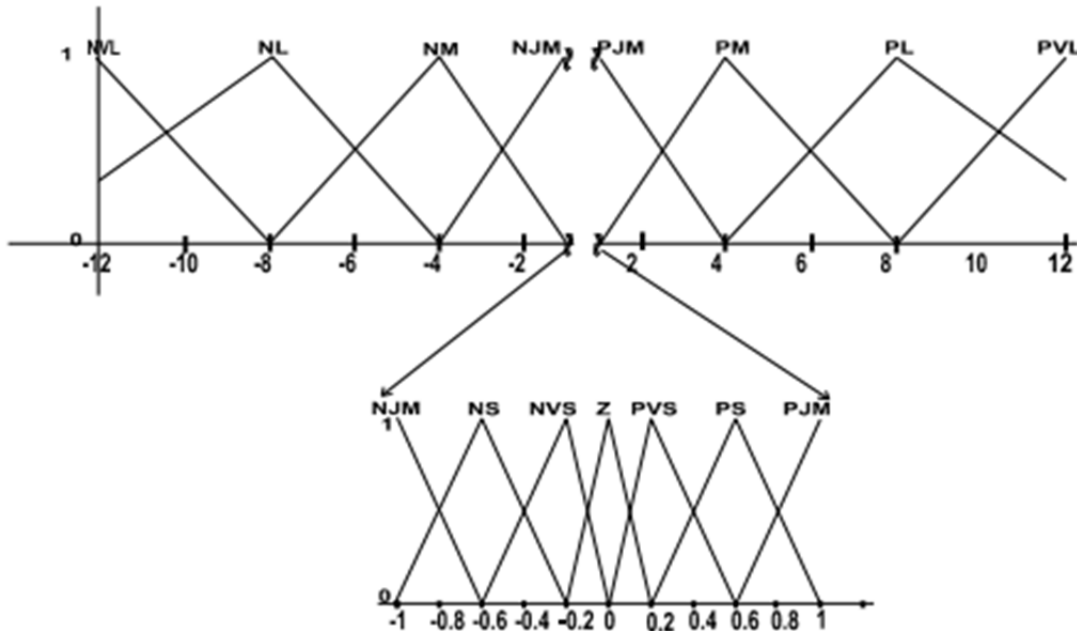 1 NVL NL NM NJM PJM PM PL PVL
0
-12 -10 -8 -6 -4 -2 2 4 6 8 10 12
NJM NS NVS Z PVS PS PJM
1
0
-1 -0.8 -0.6 -0.4 -0.2 0 0.2 0.4 0.6 0.8 1